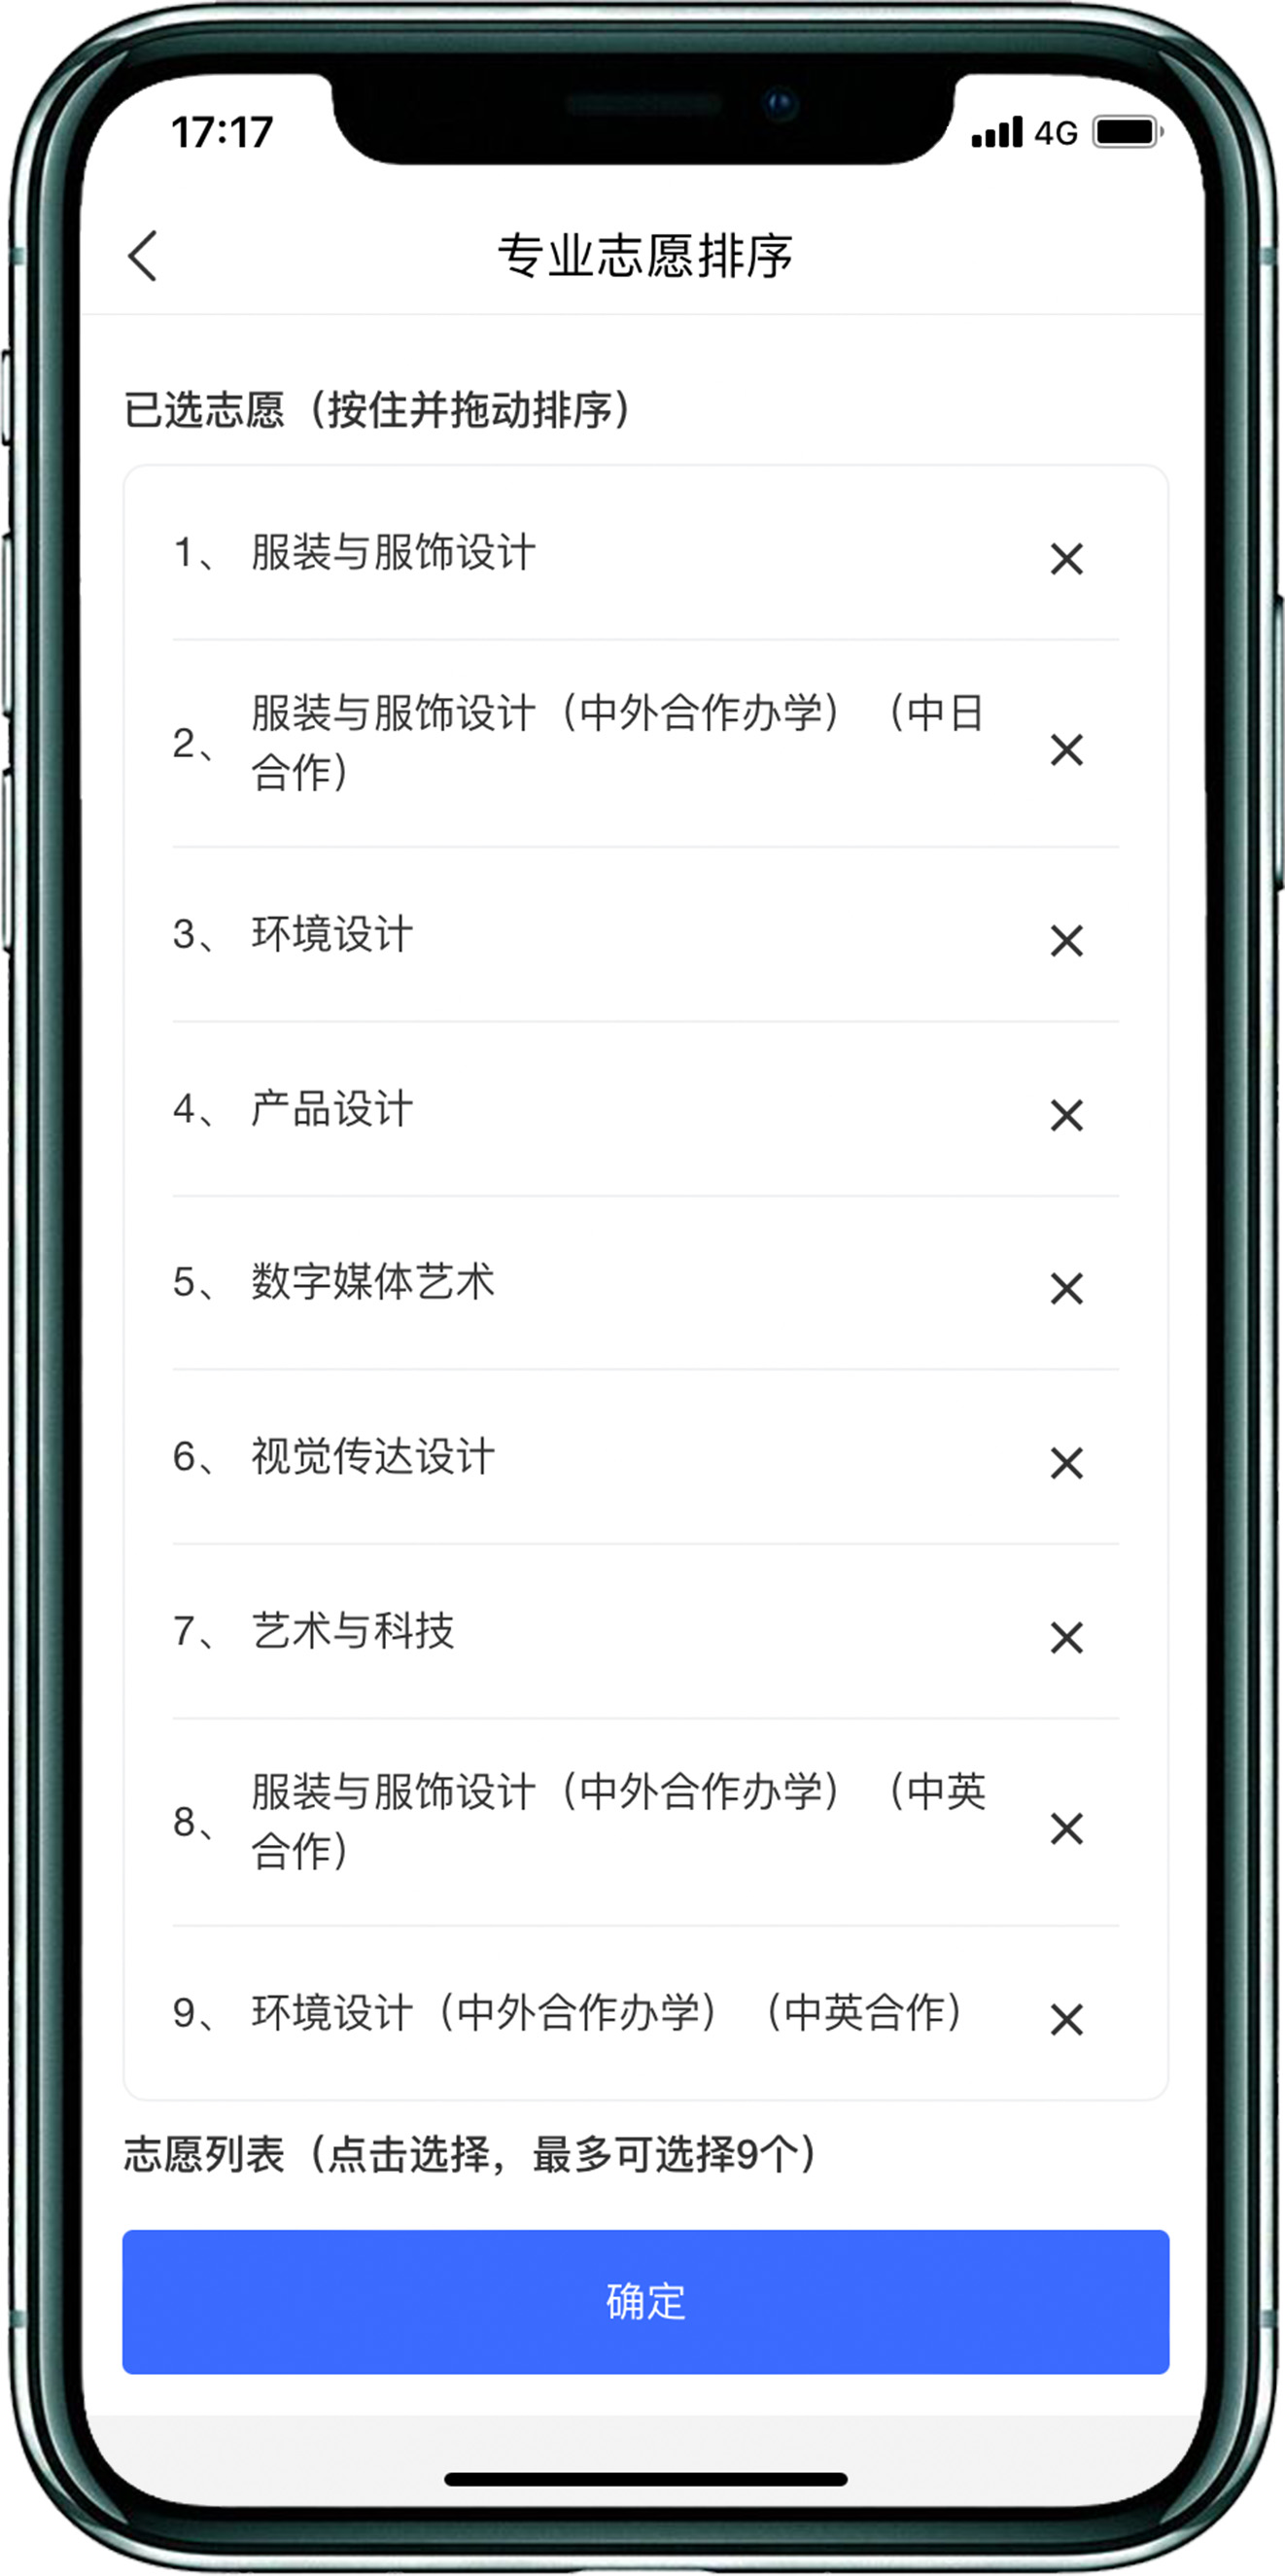 17:17
4G
专业志愿排序
已选志愿（按住并拖动排序）
1、 服装与服饰设计
2、 服装与服饰设计（中外合作办学）（中日
合作）
3、 环境设计
4、 产品设计
5、 数字媒体艺术
6、 视觉传达设计
7、 艺术与科技
8、 服装与服饰设计（中外合作办学）（中英
合作）
9、 环境设计（中外合作办学）（中英合作）
志愿列表（点击选择，最多可选择9个）
确定